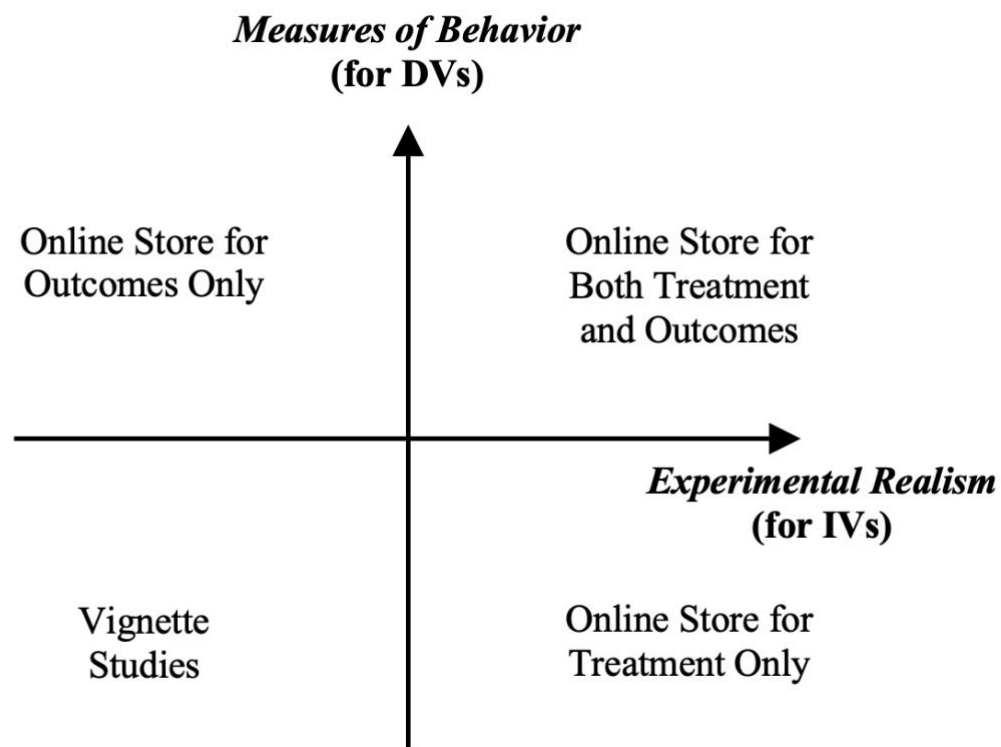 Measures of Behavior
(for DVs)
Online Store for
Outcomes Only
Online Store for
Both Treatment
and Outcomes
Experimental Realism
(for IVs)
Vignette
Studies
Online Store for
Treatment Only